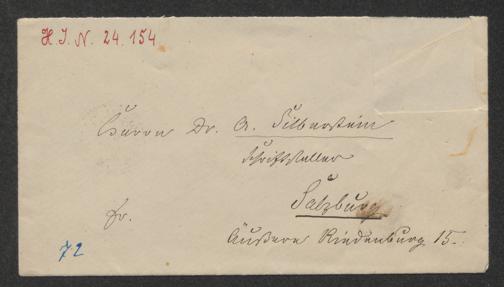 H. I. N. 24.154
Herrn Dr. A. Silberstein
Schriftsteller
Salzburg
fr.
Äußere Riedenburg 15.
72